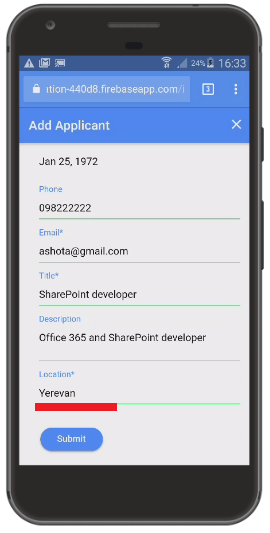 24% 16:33
ition-440d8.firebaseapp.com/i
3
Add Applicant
Jan 25, 1972
Phone
098222222
Email*
ashota@gmail.com
Title*
SharePoint developer
Description
Office 365 and SharePoint developer
Location*
Yerevan
Submit